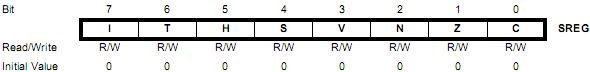 Bit 7 6 5 4 3 2 1 0
I T H S V N Z C SREG
Read/Write R/W R/W R/W R/W R/W R/W R/W R/W
Initial Value 0 0 0 0 0 0 0 0